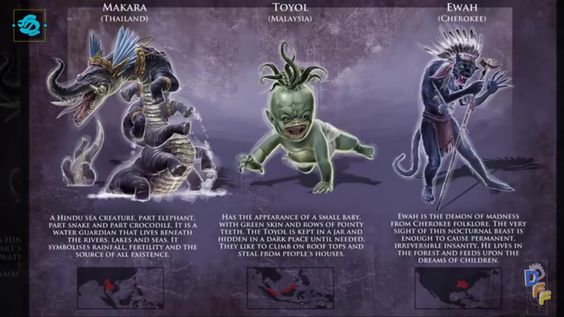 MAKARA
(THAILAND)
A HINDU SEA CREATURE, PART ELEPHANT,
PART SNAKE AND PART CROCODILE. IT IS A
WATER GUARDIAN THAT LIVES BENEATH
THE RIVERS, LAKES AND SEAS. IT
SYMBOLISES RAINFALL, FERTILITY AND THE
SOURCE OF ALL EXISTENCE.
TOYOL
(MALAYSIA)
HAS THE APPEARANCE OF A SMALL BABY,
WITH GREEN SKIN AND ROWS OF POINTY
TEETH. THE TOYOL IS KEPT IN A JAR AND
HIDDEN IN A DARK PLACE UNTIL NEEDED.
THEY LIKE TO CLIMB ON ROOF TOPS AND
STEAL FROM PEOPLE'S HOUSES.
EWAH
(CHEROKEE)
EWAH IS THE DEMON OF MADNESS
FROM CHEROKEE FOLKLORE. THE VERY
SIGHT OF THIS NOCTURNAL BEAST IS
ENOUGH TO CAUSE PERMANENT,
IRREVERSIBLE INSANITY. HE LIVES IN
THE FOREST AND FEEDS UPON THE
DREAMS OF CHILDREN.